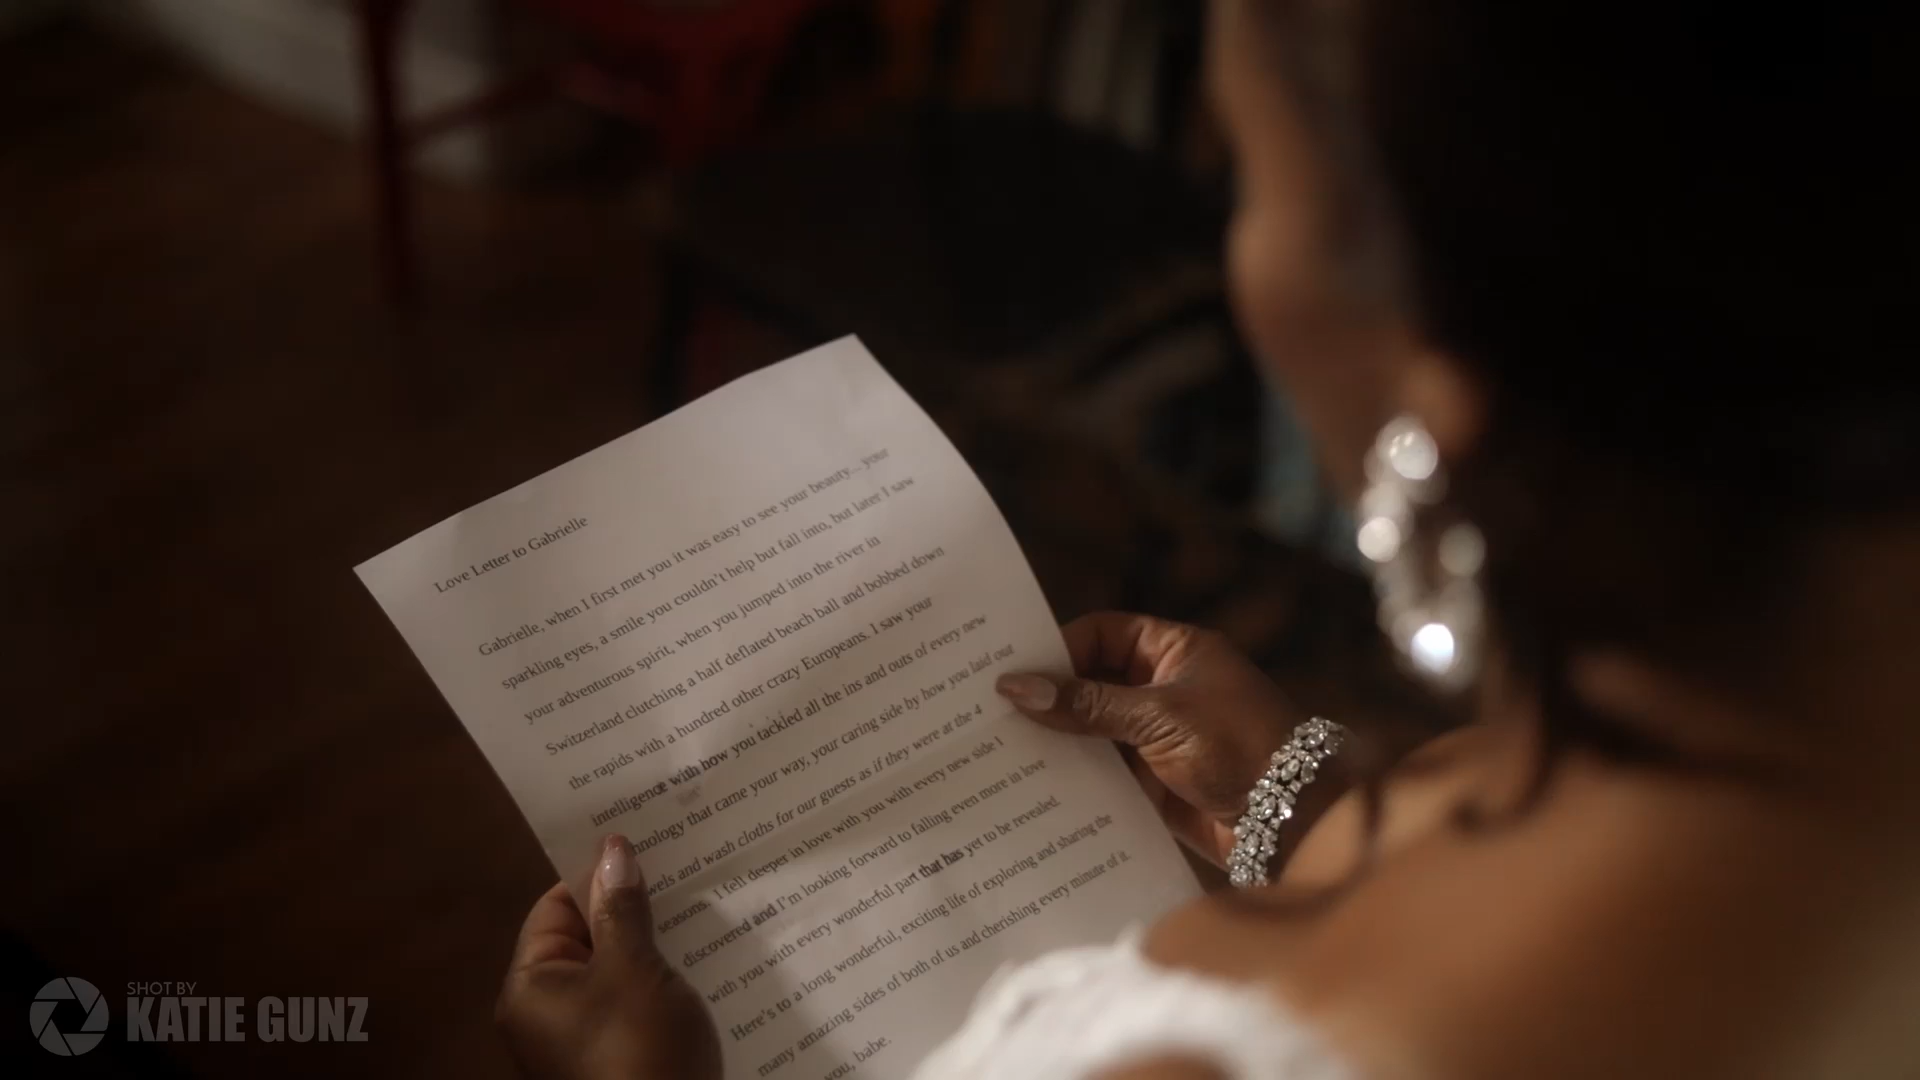 Love Letter to Gabrielle
Gabrielle, when I first met you it was easy to see your beauty... your
sparkling eyes, a smile you couldn't help but fall into, but later I saw
your adventurous spirit, when you jumped into the river in
Switzerland clutching a half deflated beach ball and bobbed down
the rapids with a hundred other crazy Europeans. I saw your
intelligence with how you tackled all the ins and outs of every new
hnology that came your way, your caring side by how you laid out
wels and wash cloths for our guests as if they were at the 4
seasons. I fell deeper in love with you with every new side I
discovered and I'm looking forward to falling even more in love
with you with every wonderful part that has yet to be revealed.
Here's to a long wonderful, exciting life of exploring and sharing the
many amazing sides of both of us and cherishing every minute of it.
you, babe.
SHOT BY
KATIE GUNZ